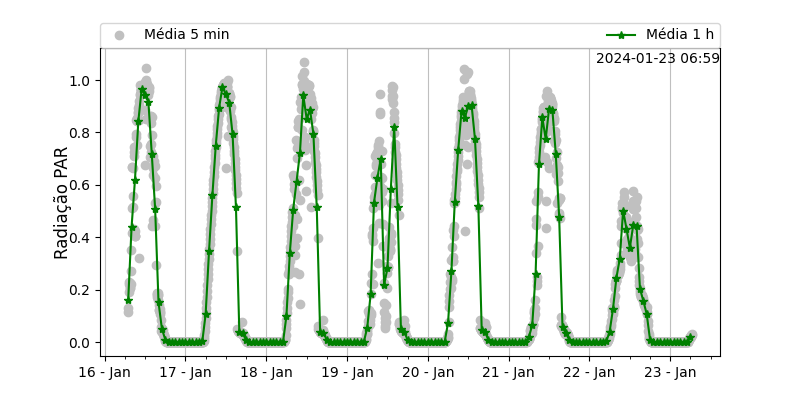 Média 5 min
Média 1 h
2024-01-23 06:59
Radiação PAR
1.0
0.8
0.6
0.4
0.2
0.0
16 - Jan
17 - Jan
18 - Jan
19 - Jan
20 - Jan
21 - Jan
22 - Jan
23 - Jan